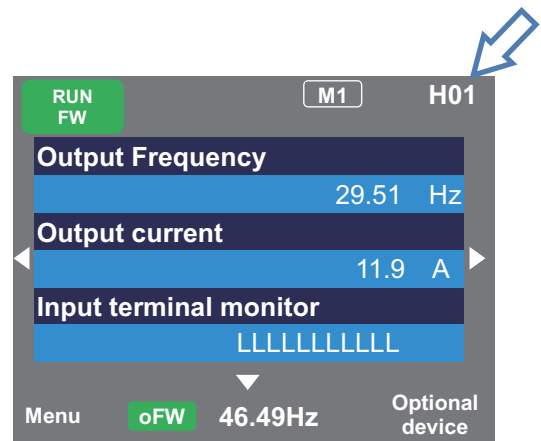 RUN FW M1 H01
Output Frequency
29.51 Hz
Output current
11.9 A
Input terminal monitor
LLLLLLLLLLL
Menu oFW 46.49Hz Optional device